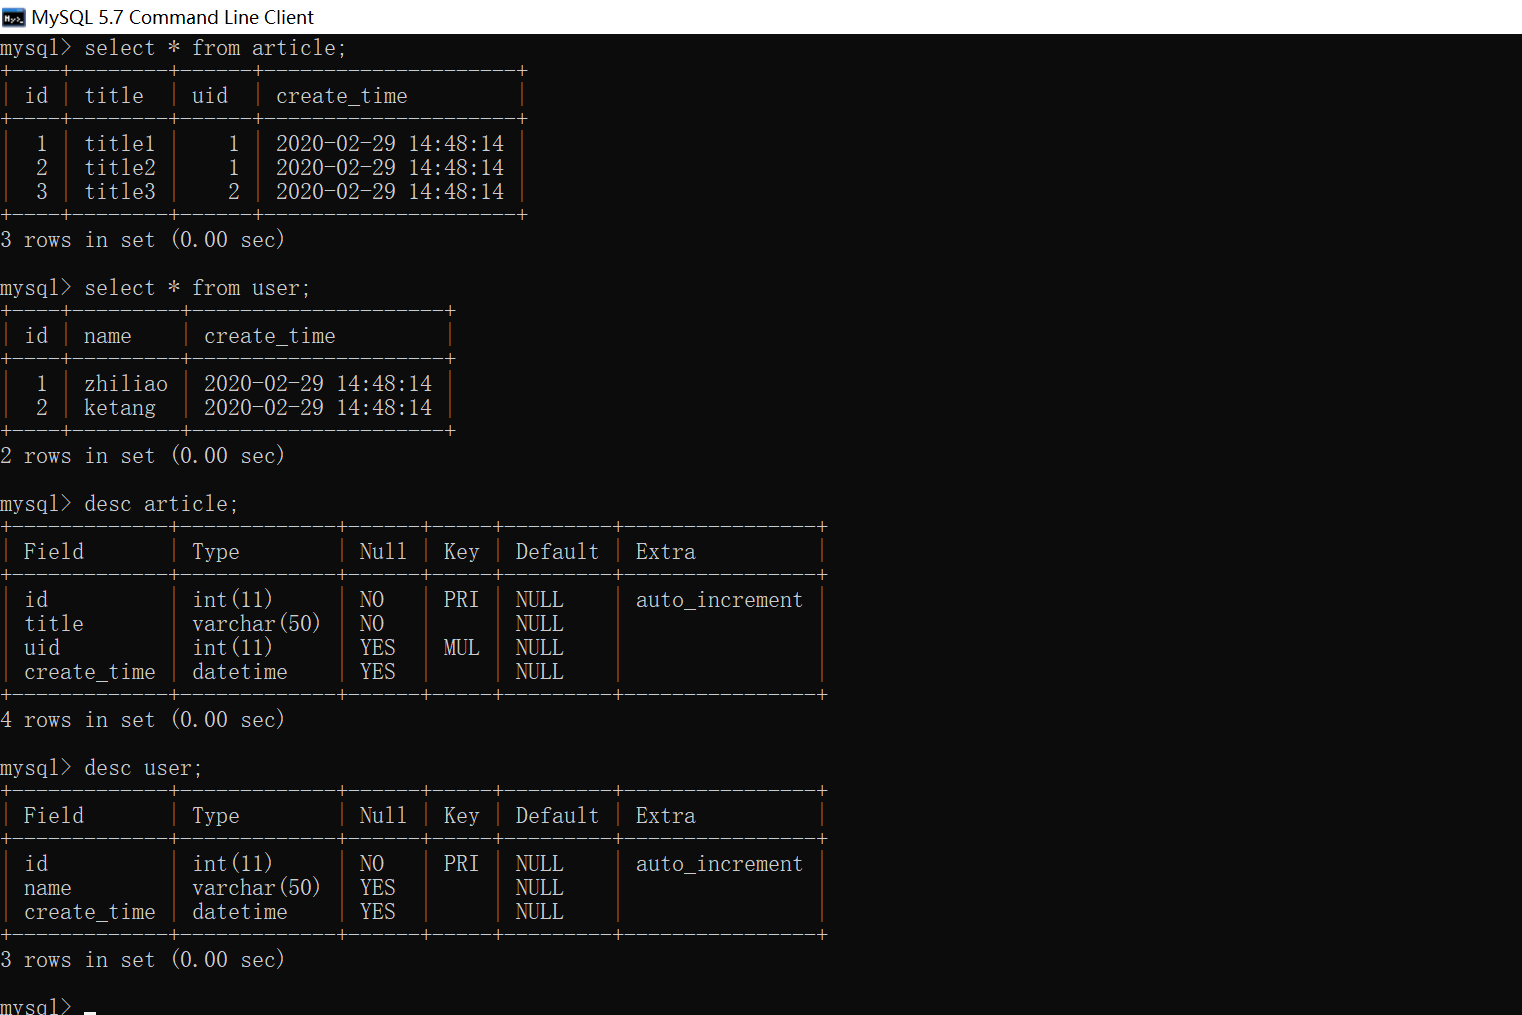 MySQL 5.7 Command Line Client
mysql> select * from article;
+----+--------+------+---------------------+
| id | title  | uid  | create_time         |
+----+--------+------+---------------------+
|  1 | title1 |    1 | 2020-02-29 14:48:14 |
|  2 | title2 |    1 | 2020-02-29 14:48:14 |
|  3 | title3 |    2 | 2020-02-29 14:48:14 |
+----+--------+------+---------------------+
3 rows in set (0.00 sec)
mysql> select * from user;
+----+---------+---------------------+
| id | name    | create_time         |
+----+---------+---------------------+
|  1 | zhiliao | 2020-02-29 14:48:14 |
|  2 | ketang  | 2020-02-29 14:48:14 |
+----+---------+---------------------+
2 rows in set (0.00 sec)
mysql> desc article;
+-------------+-------------+------+-----+---------+----------------+
| Field       | Type        | Null | Key | Default | Extra          |
+-------------+-------------+------+-----+---------+----------------+
| id          | int(11)     | NO   | PRI | NULL    | auto_increment |
| title       | varchar(50) | NO   |     | NULL    |                |
| uid         | int(11)     | YES  | MUL | NULL    |                |
| create_time | datetime    | YES  |     | NULL    |                |
+-------------+-------------+------+-----+---------+----------------+
4 rows in set (0.00 sec)
mysql> desc user;
+-------------+-------------+------+-----+---------+----------------+
| Field       | Type        | Null | Key | Default | Extra          |
+-------------+-------------+------+-----+---------+----------------+
| id          | int(11)     | NO   | PRI | NULL    | auto_increment |
| name        | varchar(50) | YES  |     | NULL    |                |
| create_time | datetime    | YES  |     | NULL    |                |
+-------------+-------------+------+-----+---------+----------------+
3 rows in set (0.00 sec)
mysql>